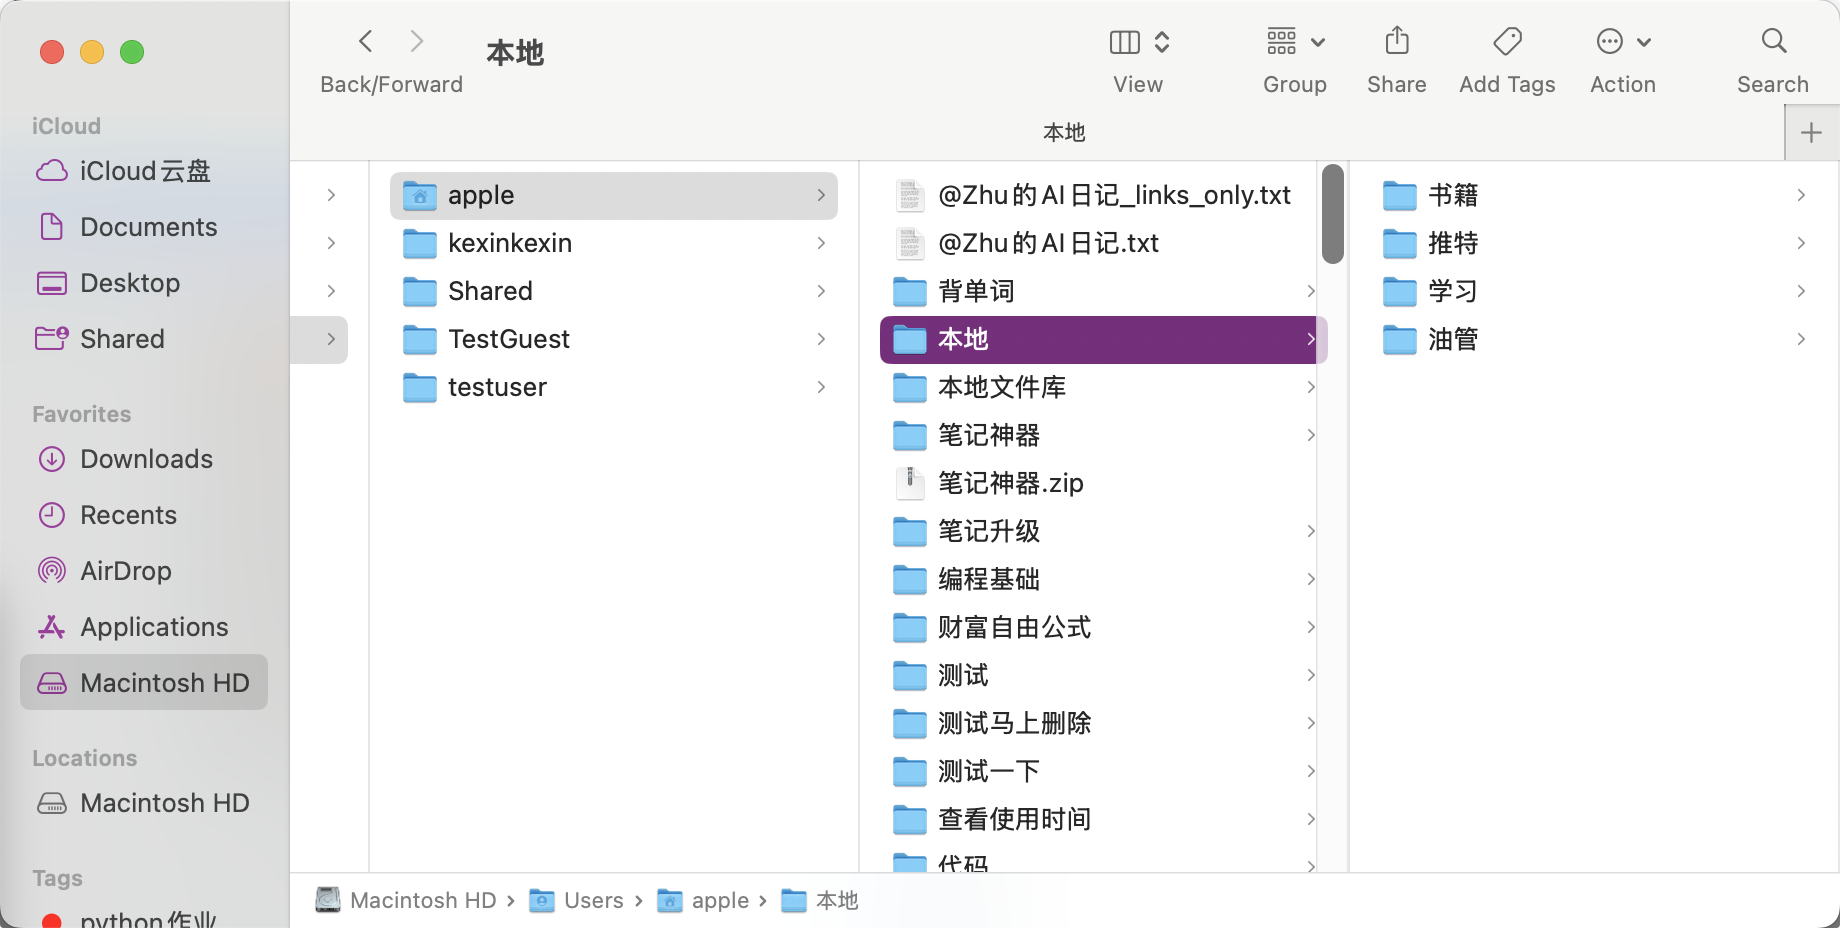 本地
Back/Forward
View
Group
Share
Add Tags
Action
Search
本地
iCloud
iCloud云盘
Documents
Desktop
Shared
Favorites
Downloads
Recents
AirDrop
Applications
Macintosh HD
Locations
Macintosh HD
Tags
python作业
apple
kexinkexin
Shared
TestGuest
testuser
@Zhu的AI日记_links_only.txt
@Zhu的AI日记.txt
背单词
本地
本地文件库
笔记神器
笔记神器.zip
笔记升级
编程基础
财富自由公式
测试
测试马上删除
测试一下
查看使用时间
代码
书籍
推特
学习
油管
Macintosh HD › Users › apple › 本地